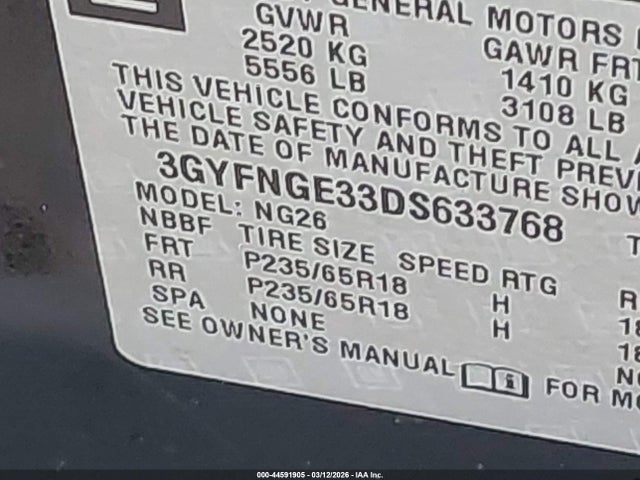 GENERAL MOTORS
GVWR GAWR FRT
2520 KG 1410 KG
5556 LB 3108 LB
THIS VEHICLE CONFORMS TO ALL
VEHICLE SAFETY AND THEFT PREV
THE DATE OF MANUFACTURE SHOW
3GYFNGE33DS633768
MODEL: NG26
NBBF TIRE SIZE SPEED RTG R
FRT P235/65R18 H 18
RR P235/65R18 H 18
SPA NONE
SEE OWNER'S MANUAL i FOR MO
000-44591905 - 03/12/2026 - IAA Inc.